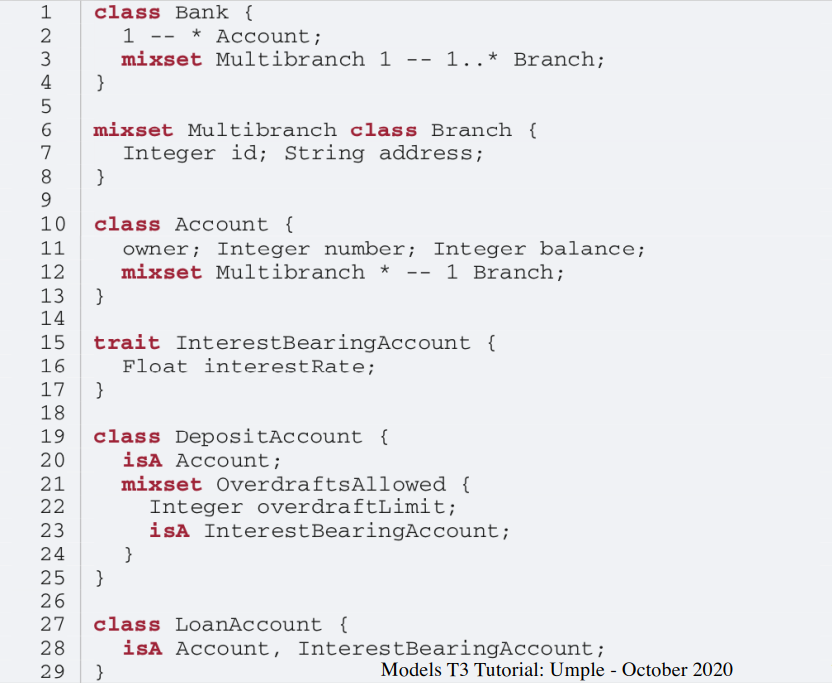 1 class Bank {
2 1 -- * Account;
3 mixset Multibranch 1 -- 1..* Branch;
4 }
5
6 mixset Multibranch class Branch {
7 Integer id; String address;
8 }
9
10 class Account {
11 owner; Integer number; Integer balance;
12 mixset Multibranch * -- 1 Branch;
13 }
14
15 trait InterestBearingAccount {
16 Float interestRate;
17 }
18
19 class DepositAccount {
20 isA Account;
21 mixset OverdraftsAllowed {
22 Integer overdraftLimit;
23 isA InterestBearingAccount;
24 }
25 }
26
27 class LoanAccount {
28 isA Account, InterestBearingAccount;
29 } Models T3 Tutorial: Umple - October 2020